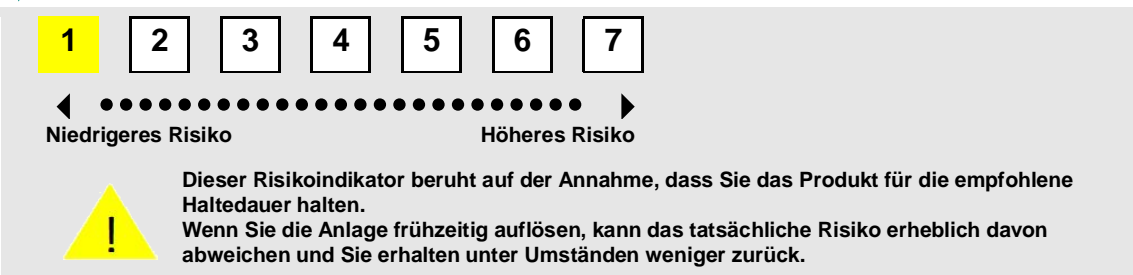 1 2 3 4 5 6 7
Niedrigeres Risiko Höheres Risiko
Dieser Risikoindikator beruht auf der Annahme, dass Sie das Produkt für die empfohlene
Haltedauer halten.
Wenn Sie die Anlage frühzeitig auflösen, kann das tatsächliche Risiko erheblich davon
abweichen und Sie erhalten unter Umständen weniger zurück.
!